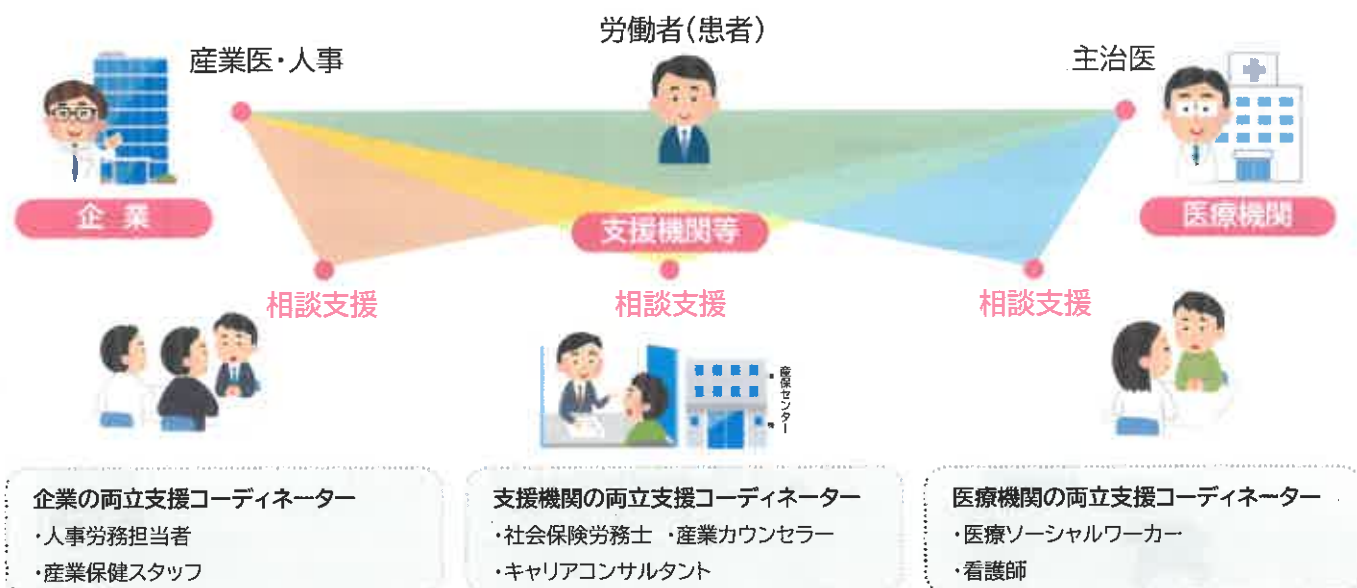 労働者(患者)
産業医・人事
主治医
企業
支援機関等
医療機関
相談支援
相談支援
相談支援
産保センター
企業の両立支援コーディネーター
・人事労務担当者
・産業保健スタッフ
支援機関の両立支援コーディネーター
・社会保険労務士 ・産業カウンセラー
・キャリアコンサルタント
医療機関の両立支援コーディネーター
・医療ソーシャルワーカー
・看護師